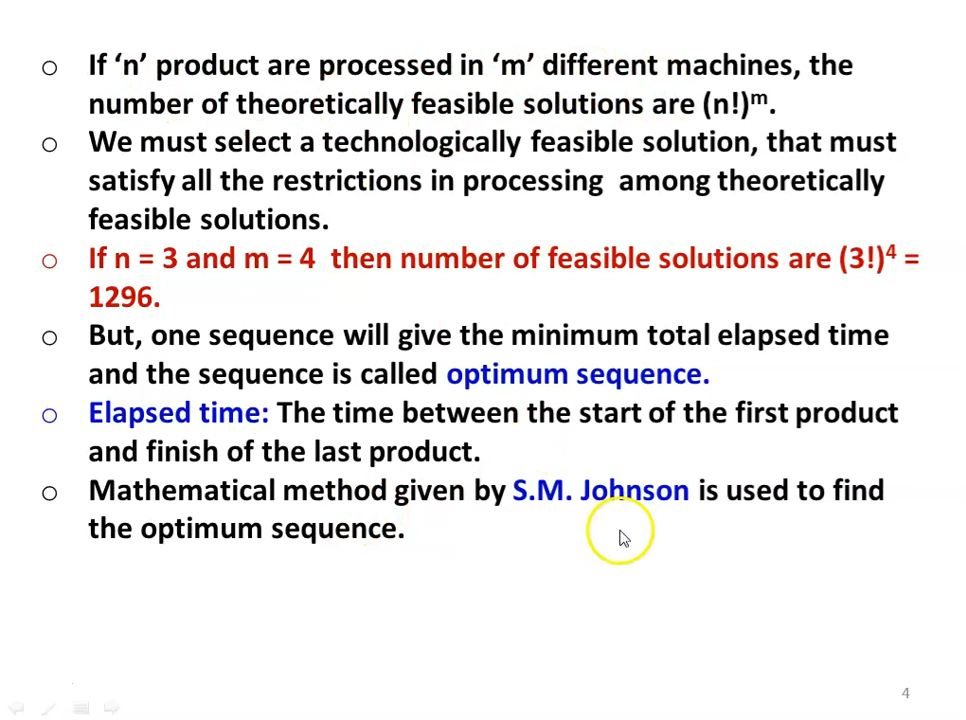 o If ‘n’ product are processed in ‘m’ different machines, the
number of theoretically feasible solutions are (n!)ᵐ.
o We must select a technologically feasible solution, that must
satisfy all the restrictions in processing among theoretically
feasible solutions.
o If n = 3 and m = 4 then number of feasible solutions are (3!)⁴ =
1296.
o But, one sequence will give the minimum total elapsed time
and the sequence is called optimum sequence.
o Elapsed time: The time between the start of the first product
and finish of the last product.
o Mathematical method given by S.M. Johnson is used to find
the optimum sequence.
4